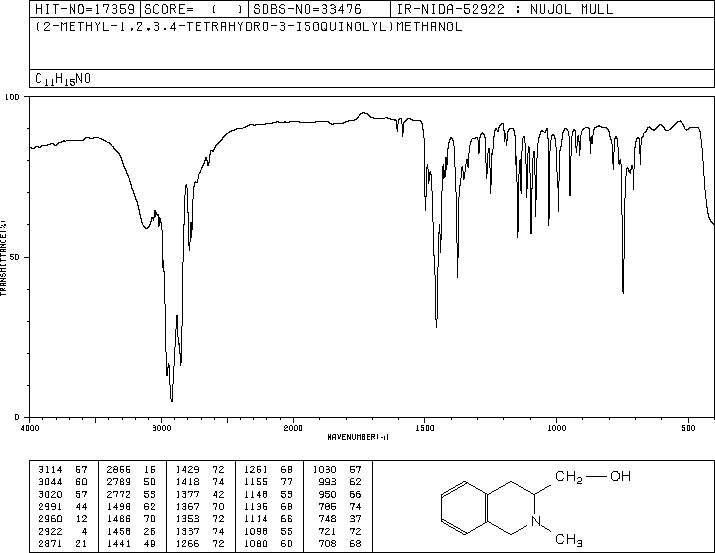 HIT-NO=17359 SCORE= ( ) SDBS-NO=33476 IR-NIDA-52922 : NUJOL MULL
(2-METHYL-1,2,3,4-TETRAHYDRO-3-ISOQUINOLYL)METHANOL
C11H15NO
100
50
0
TRANSMITTANCE(%)
4000 3000 2000 1500 1000 500
WAVENUMBER(-1)
3114 57 2866 16 1429 72 1261 68 1030 57
3044 60 2789 50 1418 74 1155 77 993 62
3020 57 2772 55 1377 42 1148 55 950 66
2991 44 1498 62 1367 70 1136 68 786 74
2960 12 1486 70 1353 72 1114 66 748 37
2922 4 1458 26 1337 74 1098 55 721 72
2871 21 1441 49 1266 72 1080 60 708 68
CH2 OH
N
CH3